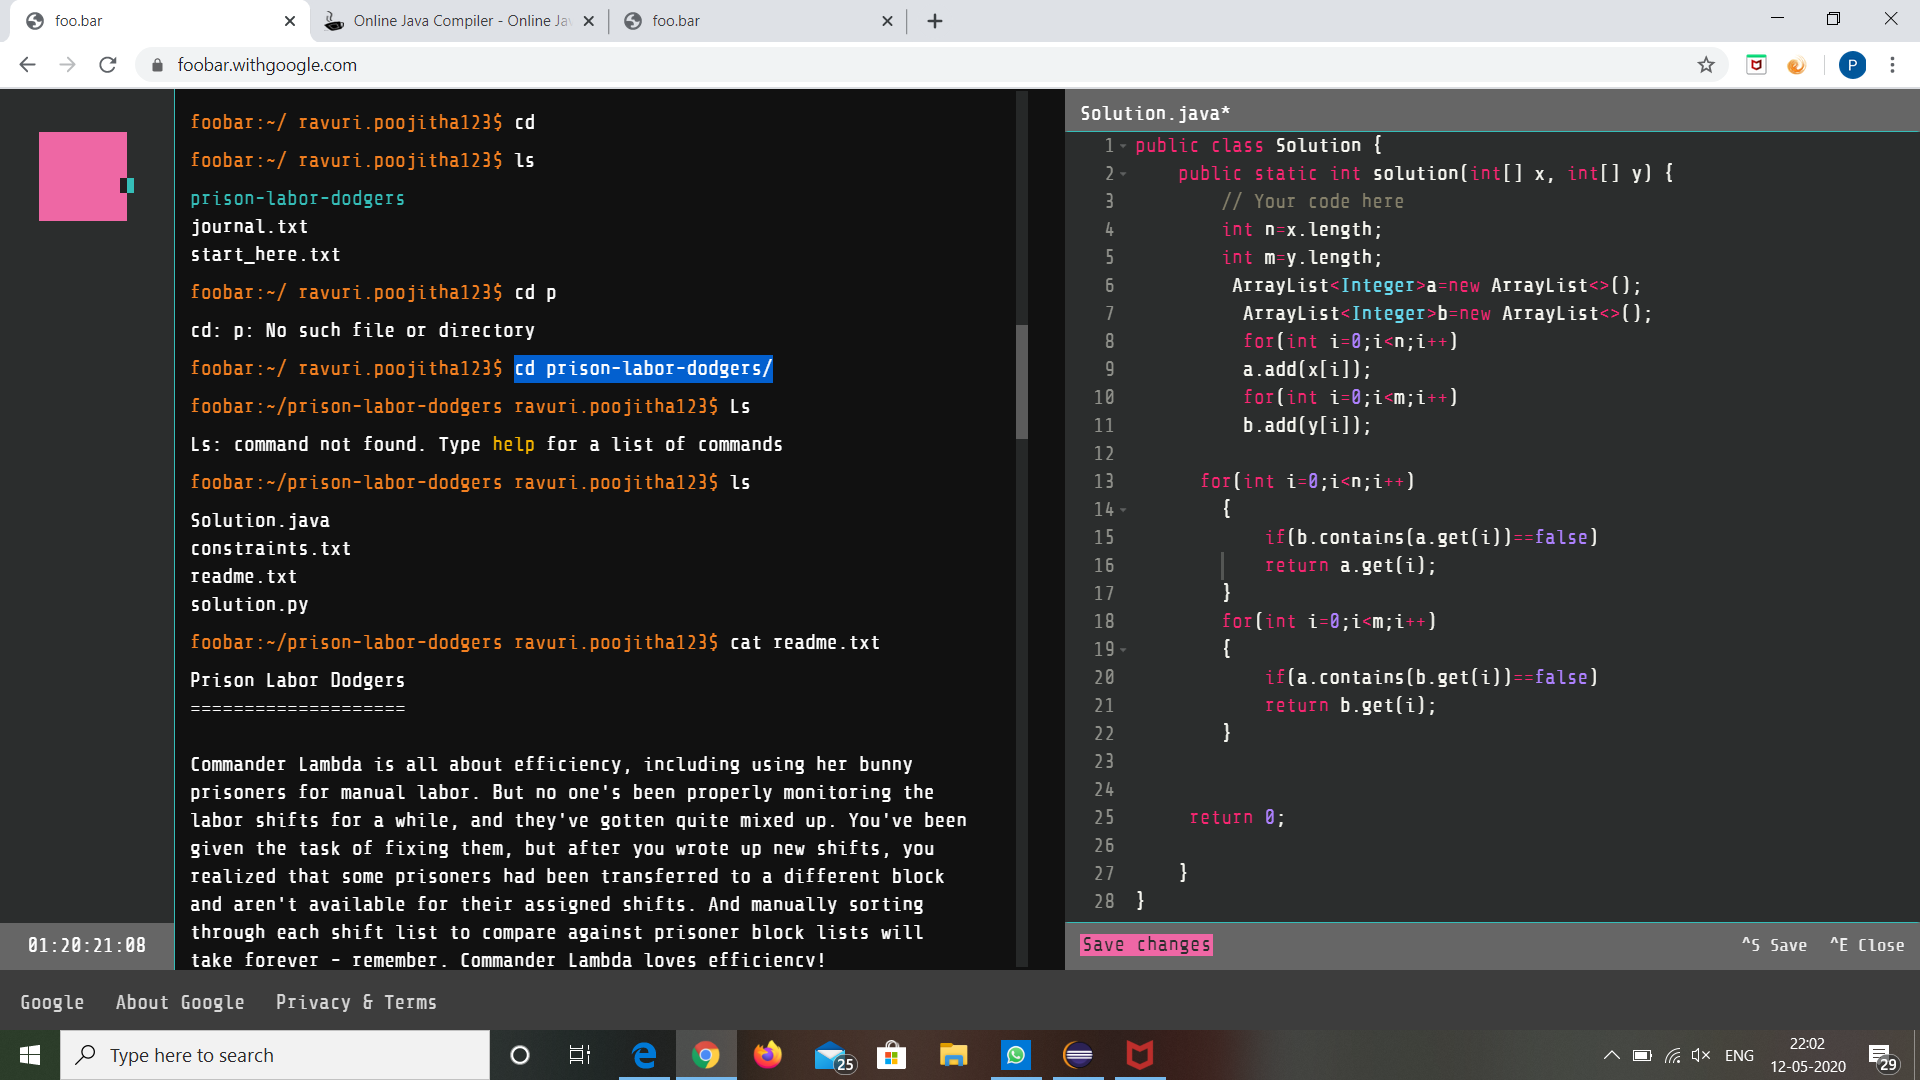 foo.bar
Online Java Compiler - Online Jav
foo.bar
foobar.withgoogle.com
P
foobar:~/ ravuri.poojitha123$ cd
foobar:~/ ravuri.poojitha123$ ls
prison-labor-dodgers
journal.txt
start_here.txt
foobar:~/ ravuri.poojitha123$ cd p
cd: p: No such file or directory
foobar:~/ ravuri.poojitha123$ cd prison-labor-dodgers/
foobar:~/prison-labor-dodgers ravuri.poojitha123$ Ls
Ls: command not found. Type help for a list of commands
foobar:~/prison-labor-dodgers ravuri.poojitha123$ ls
Solution.java
constraints.txt
readme.txt
solution.py
foobar:~/prison-labor-dodgers ravuri.poojitha123$ cat readme.txt
Prison Labor Dodgers
====================
Commander Lambda is all about efficiency, including using her bunny
prisoners for manual labor. But no one's been properly monitoring the
labor shifts for a while, and they've gotten quite mixed up. You've been
given the task of fixing them, but after you wrote up new shifts, you
realized that some prisoners had been transferred to a different block
and aren't available for their assigned shifts. And manually sorting
through each shift list to compare against prisoner block lists will
take forever - remember, Commander Lambda loves efficiency!
01:20:21:08
Solution.java*
1 public class Solution {
2 public static int solution(int[] x, int[] y) {
3 // Your code here
4 int n=x.length;
5 int m=y.length;
6 ArrayList<Integer>a=new ArrayList<>();
7 ArrayList<Integer>b=new ArrayList<>();
8 for(int i=0;i<n;i++)
9 a.add(x[i]);
10 for(int i=0;i<m;i++)
11 b.add(y[i]);
12
13 for(int i=0;i<n;i++)
14 {
15 if(b.contains(a.get(i))==false)
16 return a.get(i);
17 }
18 for(int i=0;i<m;i++)
19 {
20 if(a.contains(b.get(i))==false)
21 return b.get(i);
22 }
23
24
25 return 0;
26
27 }
28 }
Save changes
^S Save ^E Close
Google About Google Privacy & Terms
Type here to search
25
ENG
22:02
12-05-2020
29